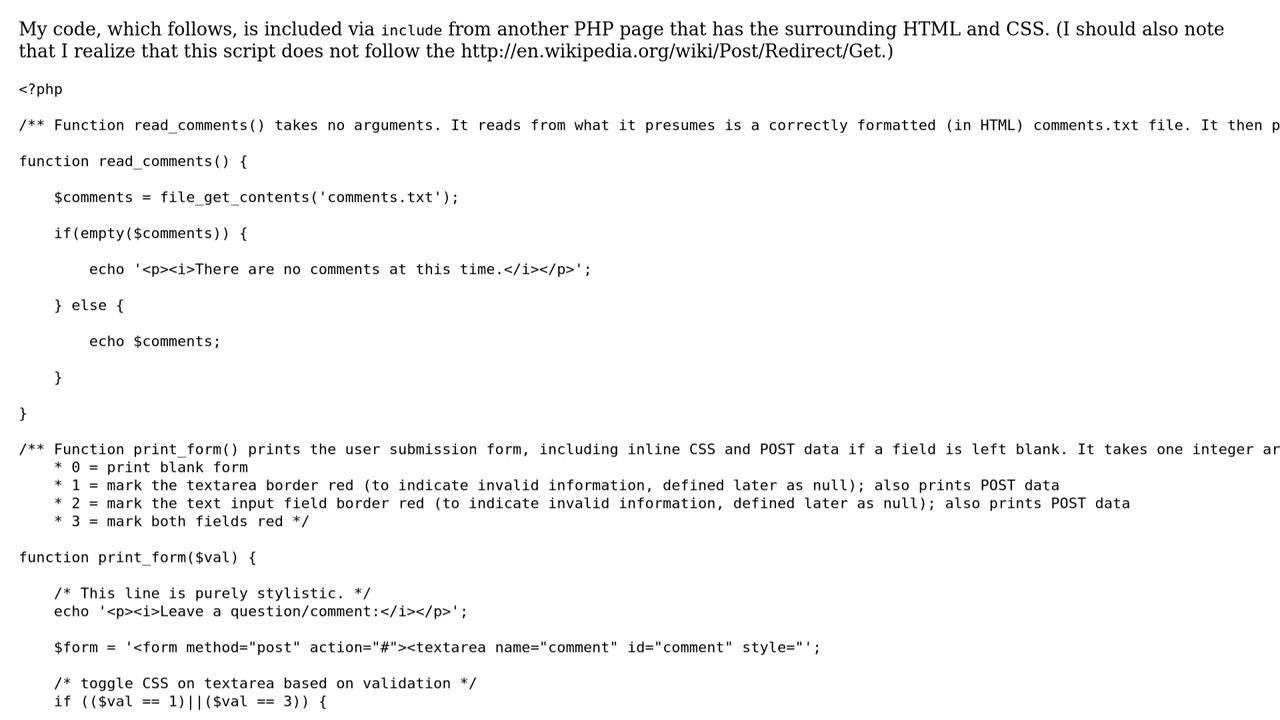 My code, which follows, is included via include from another PHP page that has the surrounding HTML and CSS. (I should also note
that I realize that this script does not follow the http://en.wikipedia.org/wiki/Post/Redirect/Get.)
<?php
/** Function read_comments() takes no arguments. It reads from what it presumes is a correctly formatted (in HTML) comments.txt file. It then p
function read_comments() {
    $comments = file_get_contents('comments.txt');
    if(empty($comments)) {
        echo '<p><i>There are no comments at this time.</i></p>';
    } else {
        echo $comments;
    }
}
/** Function print_form() prints the user submission form, including inline CSS and POST data if a field is left blank. It takes one integer ar
    * 0 = print blank form
    * 1 = mark the textarea border red (to indicate invalid information, defined later as null); also prints POST data
    * 2 = mark the text input field border red (to indicate invalid information, defined later as null); also prints POST data
    * 3 = mark both fields red */
function print_form($val) {
    /* This line is purely stylistic. */
    echo '<p><i>Leave a question/comment:</i></p>';
    $form = '<form method="post" action="#"><textarea name="comment" id="comment" style="';
    /* toggle CSS on textarea based on validation */
    if (($val == 1)||($val == 3)) {